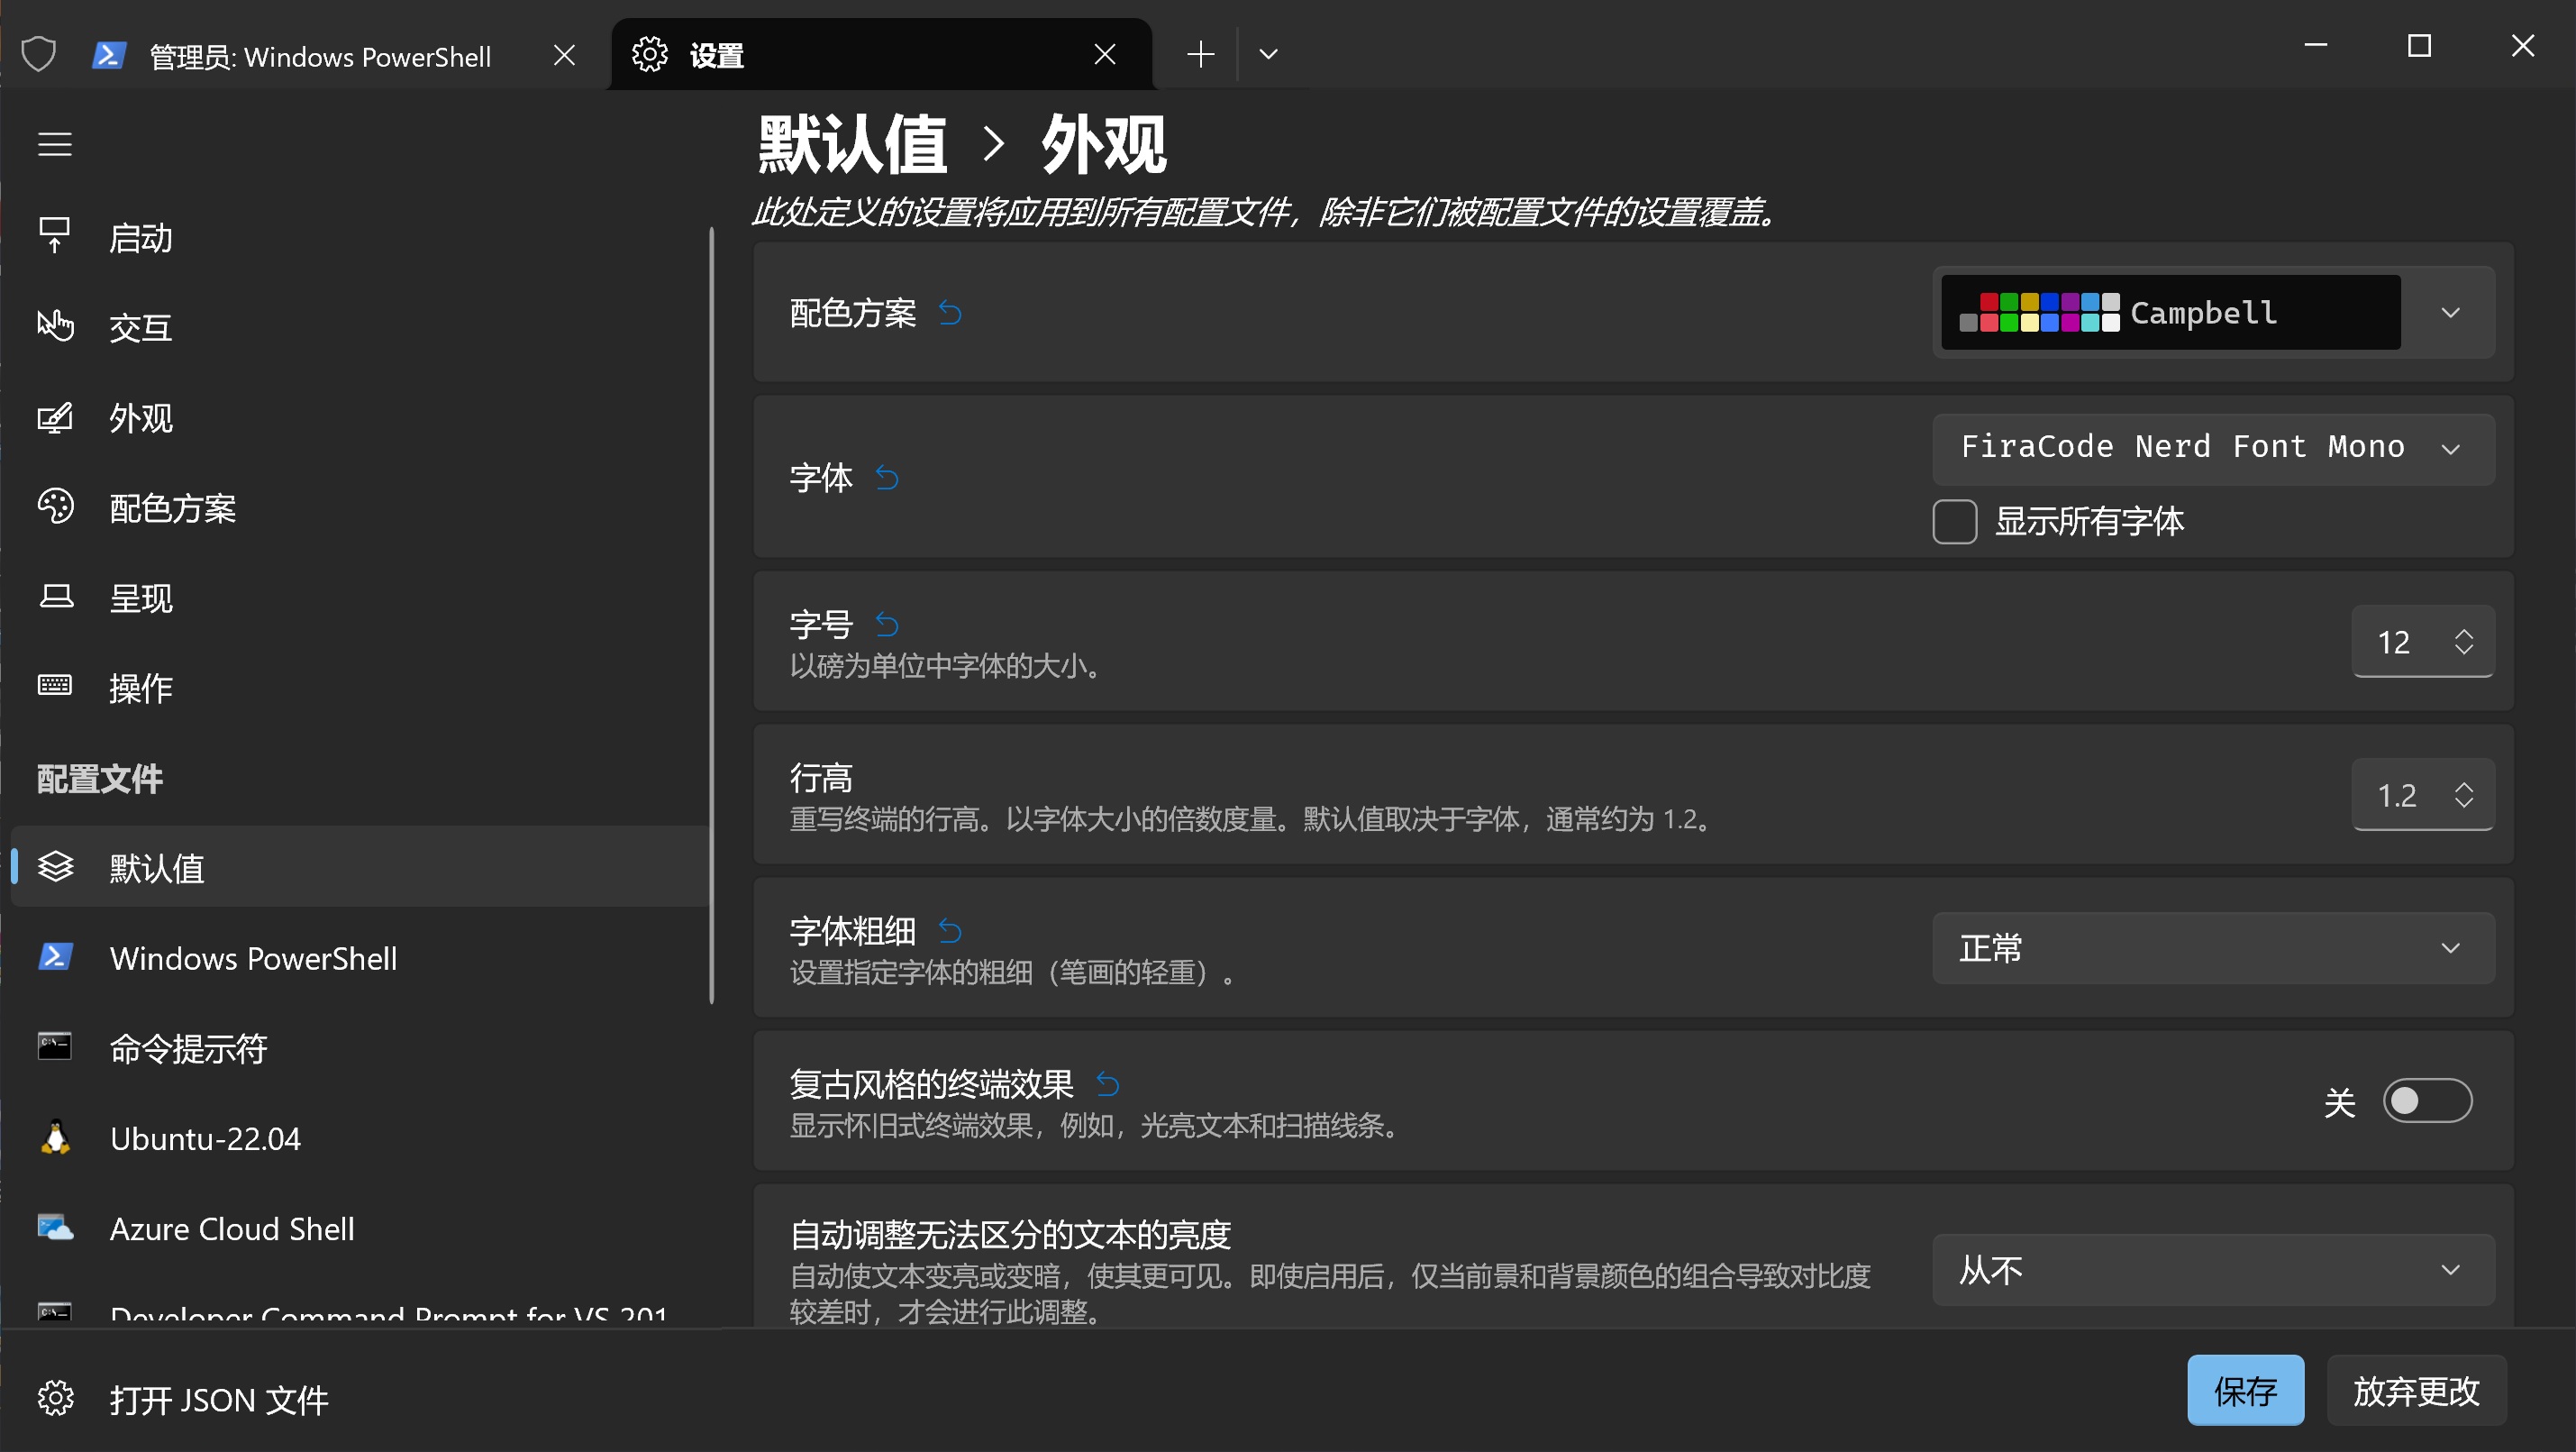 管理员: Windows PowerShell
设置
启动
交互
外观
配色方案
呈现
操作
配置文件
默认值
Windows PowerShell
命令提示符
Ubuntu-22.04
Azure Cloud Shell
Developer Command Prompt for VS 201
打开 JSON 文件
默认值 > 外观
此处定义的设置将应用到所有配置文件，除非它们被配置文件的设置覆盖。
配色方案
Campbell
字体
FiraCode Nerd Font Mono
显示所有字体
字号
以磅为单位中字体的大小。
12
行高
重写终端的行高。以字体大小的倍数度量。默认值取决于字体，通常约为 1.2。
1.2
字体粗细
设置指定字体的粗细（笔画的轻重）。
正常
复古风格的终端效果
显示怀旧式终端效果，例如，光亮文本和扫描线条。
关
自动调整无法区分的文本的亮度
自动使文本变亮或变暗，使其更可见。即使启用后，仅当前景和背景颜色的组合导致对比度
较差时，才会进行此调整。
从不
保存
放弃更改